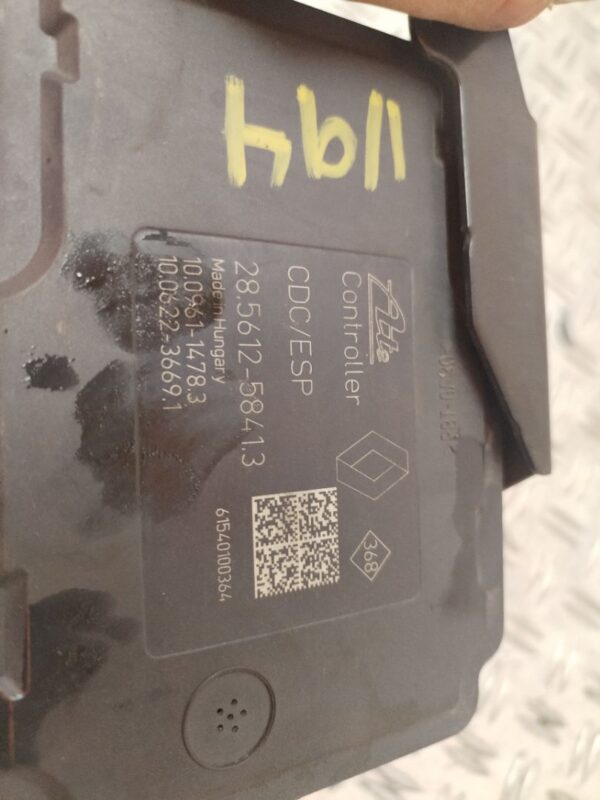 1194
Ate
Controller
CDC/ESP
28.5612-5841.3
Made in Hungary
10.0961-1478.3
10.0622-3669.1
368
61540100364